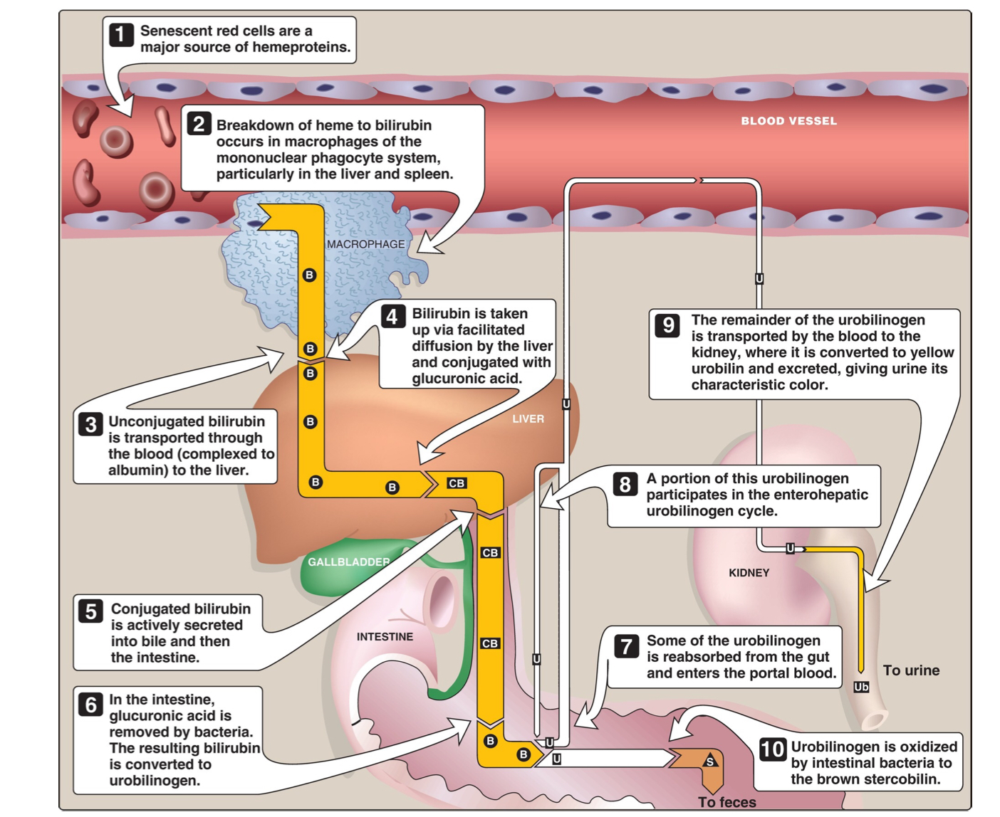 1 Senescent red cells are a
major source of hemeproteins.
BLOOD VESSEL
2 Breakdown of heme to bilirubin
occurs in macrophages of the
mononuclear phagocyte system,
particularly in the liver and spleen.
MACROPHAGE
B
U
4 Bilirubin is taken
up via facilitated
diffusion by the liver
and conjugated with
glucuronic acid.
9 The remainder of the urobilinogen
is transported by the blood to the
kidney, where it is converted to yellow
urobilin and excreted, giving urine its
characteristic color.
B
B
U
LIVER
3 Unconjugated bilirubin
is transported through
the blood (complexed to
albumin) to the liver.
B
B
B
CB
8 A portion of this urobilinogen
participates in the enterohepatic
urobilinogen cycle.
CB
U
GALLBLADDER
KIDNEY
5 Conjugated bilirubin
is actively secreted
into bile and then
the intestine.
INTESTINE
CB
U
7 Some of the urobilinogen
is reabsorbed from the gut
and enters the portal blood.
To urine
Ub
6 In the intestine,
glucuronic acid is
removed by bacteria.
The resulting bilirubin
is converted to
urobilinogen.
B
B
U
U
S
10 Urobilinogen is oxidized
by intestinal bacteria to
the brown stercobilin.
To feces